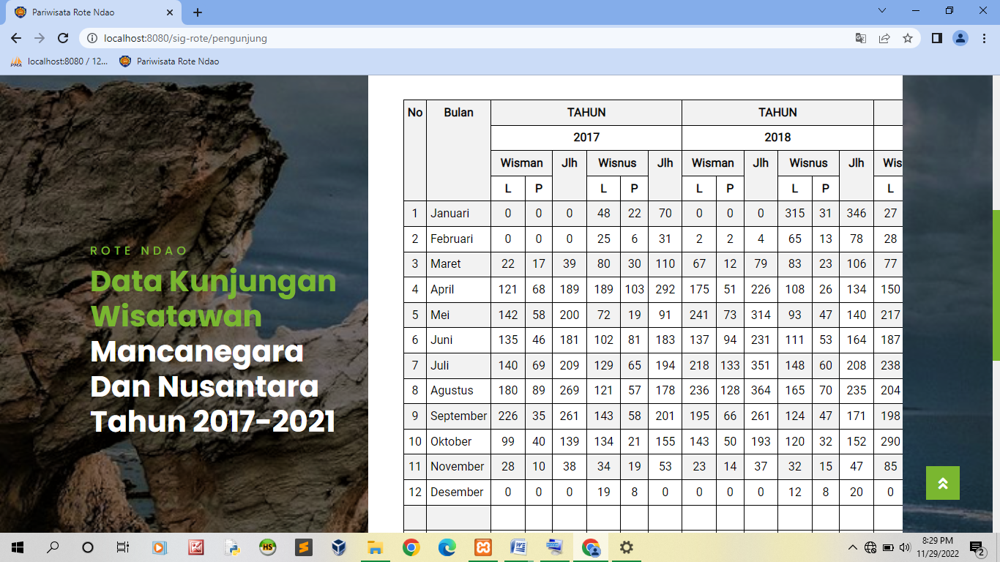 Pariwisata Rote Ndao
localhost:8080/sig-rote/pengunjung
localhost:8080 / 12... Pariwisata Rote Ndao
ROTE NDAO
Data Kunjungan
Wisatawan
Mancanegara
Dan Nusantara
Tahun 2017-2021
No Bulan TAHUN TAHUN
2017 2018
Wisman Jlh Wisnus Jlh Wisman Jlh Wisnus Jlh Wis
L P L P L P L P L
1 Januari 0 0 0 48 22 70 0 0 0 315 31 346 27
2 Februari 0 0 0 25 6 31 2 2 4 65 13 78 28
3 Maret 22 17 39 80 30 110 67 12 79 83 23 106 77
4 April 121 68 189 189 103 292 175 51 226 108 26 134 150
5 Mei 142 58 200 72 19 91 241 73 314 93 47 140 217
6 Juni 135 46 181 102 81 183 137 94 231 111 53 164 187
7 Juli 140 69 209 129 65 194 218 133 351 148 60 208 238
8 Agustus 180 89 269 121 57 178 236 128 364 165 70 235 204
9 September 226 35 261 143 58 201 195 66 261 124 47 171 198
10 Oktober 99 40 139 134 21 155 143 50 193 120 32 152 290
11 November 28 10 38 34 19 53 23 14 37 32 15 47 85
12 Desember 0 0 0 19 8 0 0 0 0 12 8 20 0
8:29 PM
11/29/2022
2